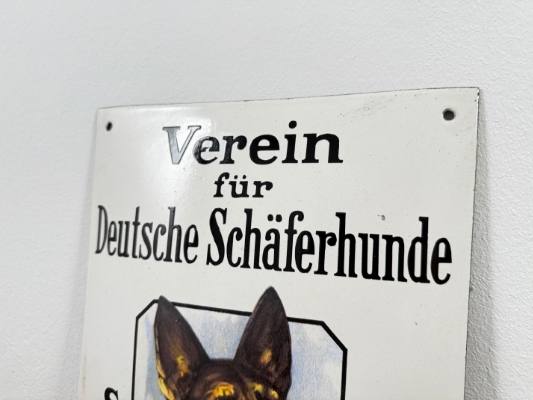 Verein
für
Deutsche Schäferhunde
S